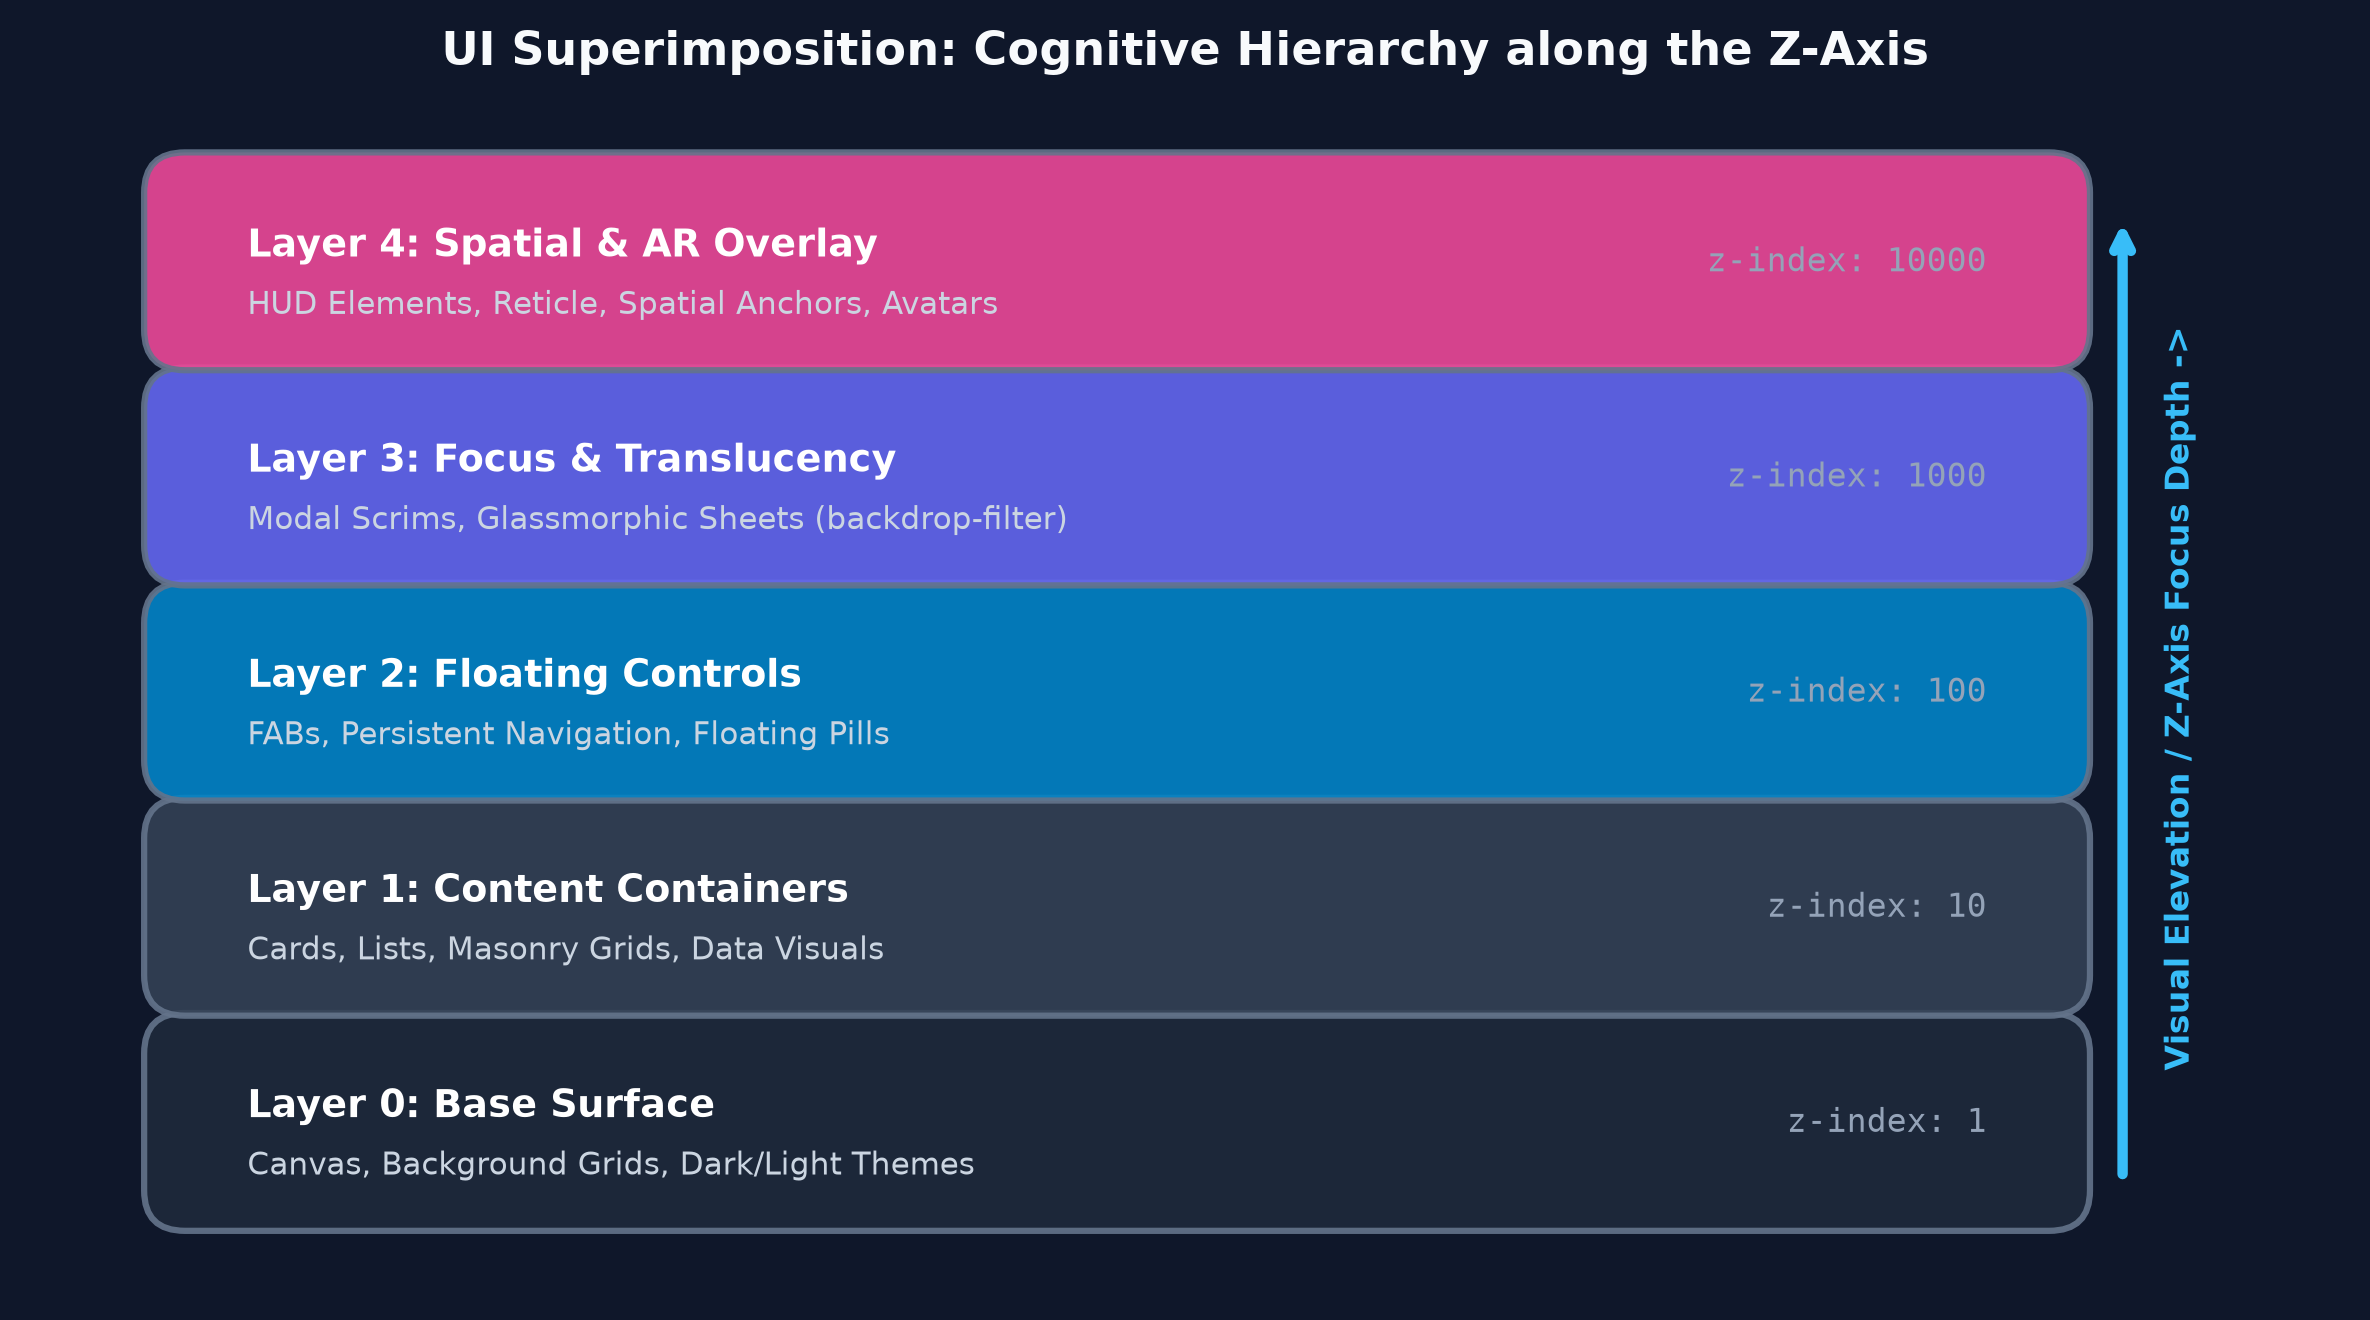 UI Superimposition: Cognitive Hierarchy along the Z-Axis
Layer 4: Spatial & AR Overlay
HUD Elements, Reticle, Spatial Anchors, Avatars
z-index: 10000
Layer 3: Focus & Translucency
Modal Scrims, Glassmorphic Sheets (backdrop-filter)
z-index: 1000
Layer 2: Floating Controls
FABs, Persistent Navigation, Floating Pills
z-index: 100
Layer 1: Content Containers
Cards, Lists, Masonry Grids, Data Visuals
z-index: 10
Layer 0: Base Surface
Canvas, Background Grids, Dark/Light Themes
z-index: 1
Visual Elevation / Z-Axis Focus Depth ->